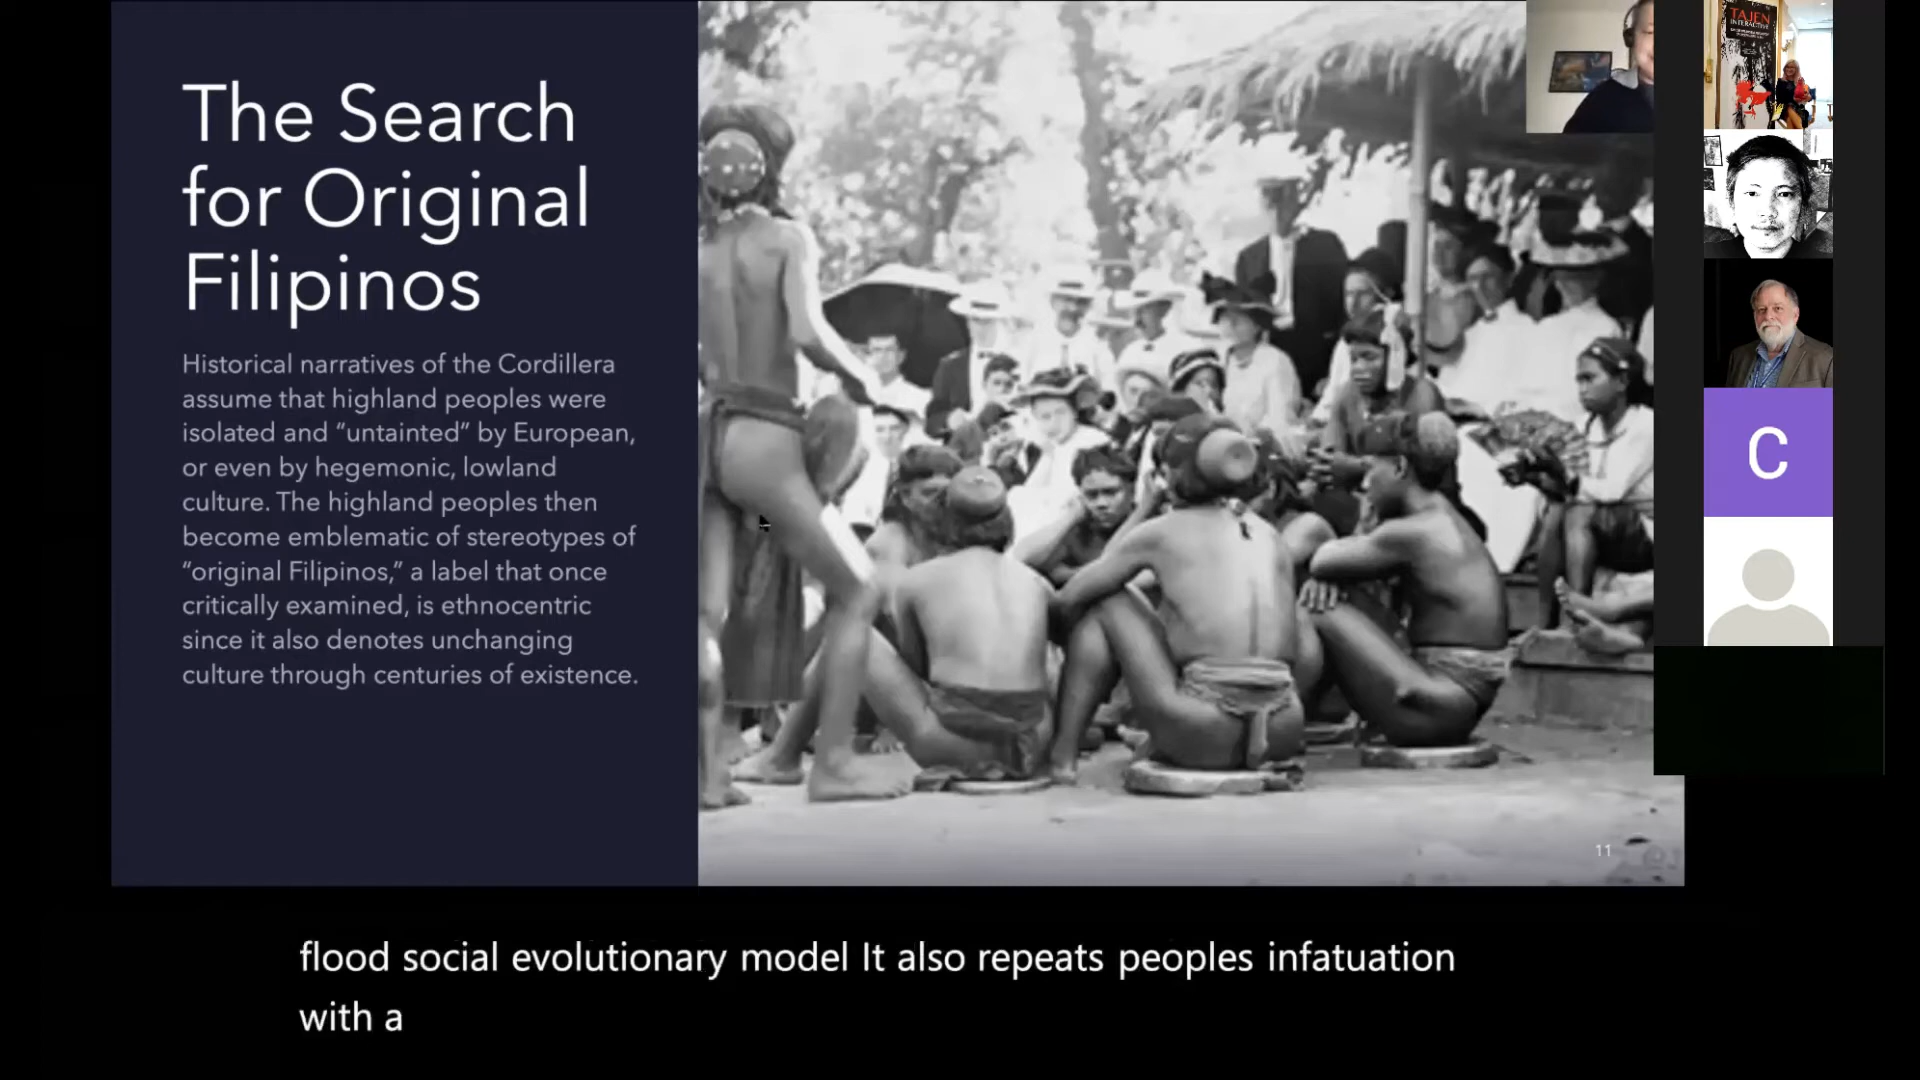 The Search
for Original
Filipinos
Historical narratives of the Cordillera
assume that highland peoples were
isolated and “untainted” by European,
or even by hegemonic, lowland
culture. The highland peoples then
become emblematic of stereotypes of
“original Filipinos,” a label that once
critically examined, is ethnocentric
since it also denotes unchanging
culture through centuries of existence.
11
TAJEN
INTERACTIVE
C
flood social evolutionary model It also repeats peoples infatuation
with a